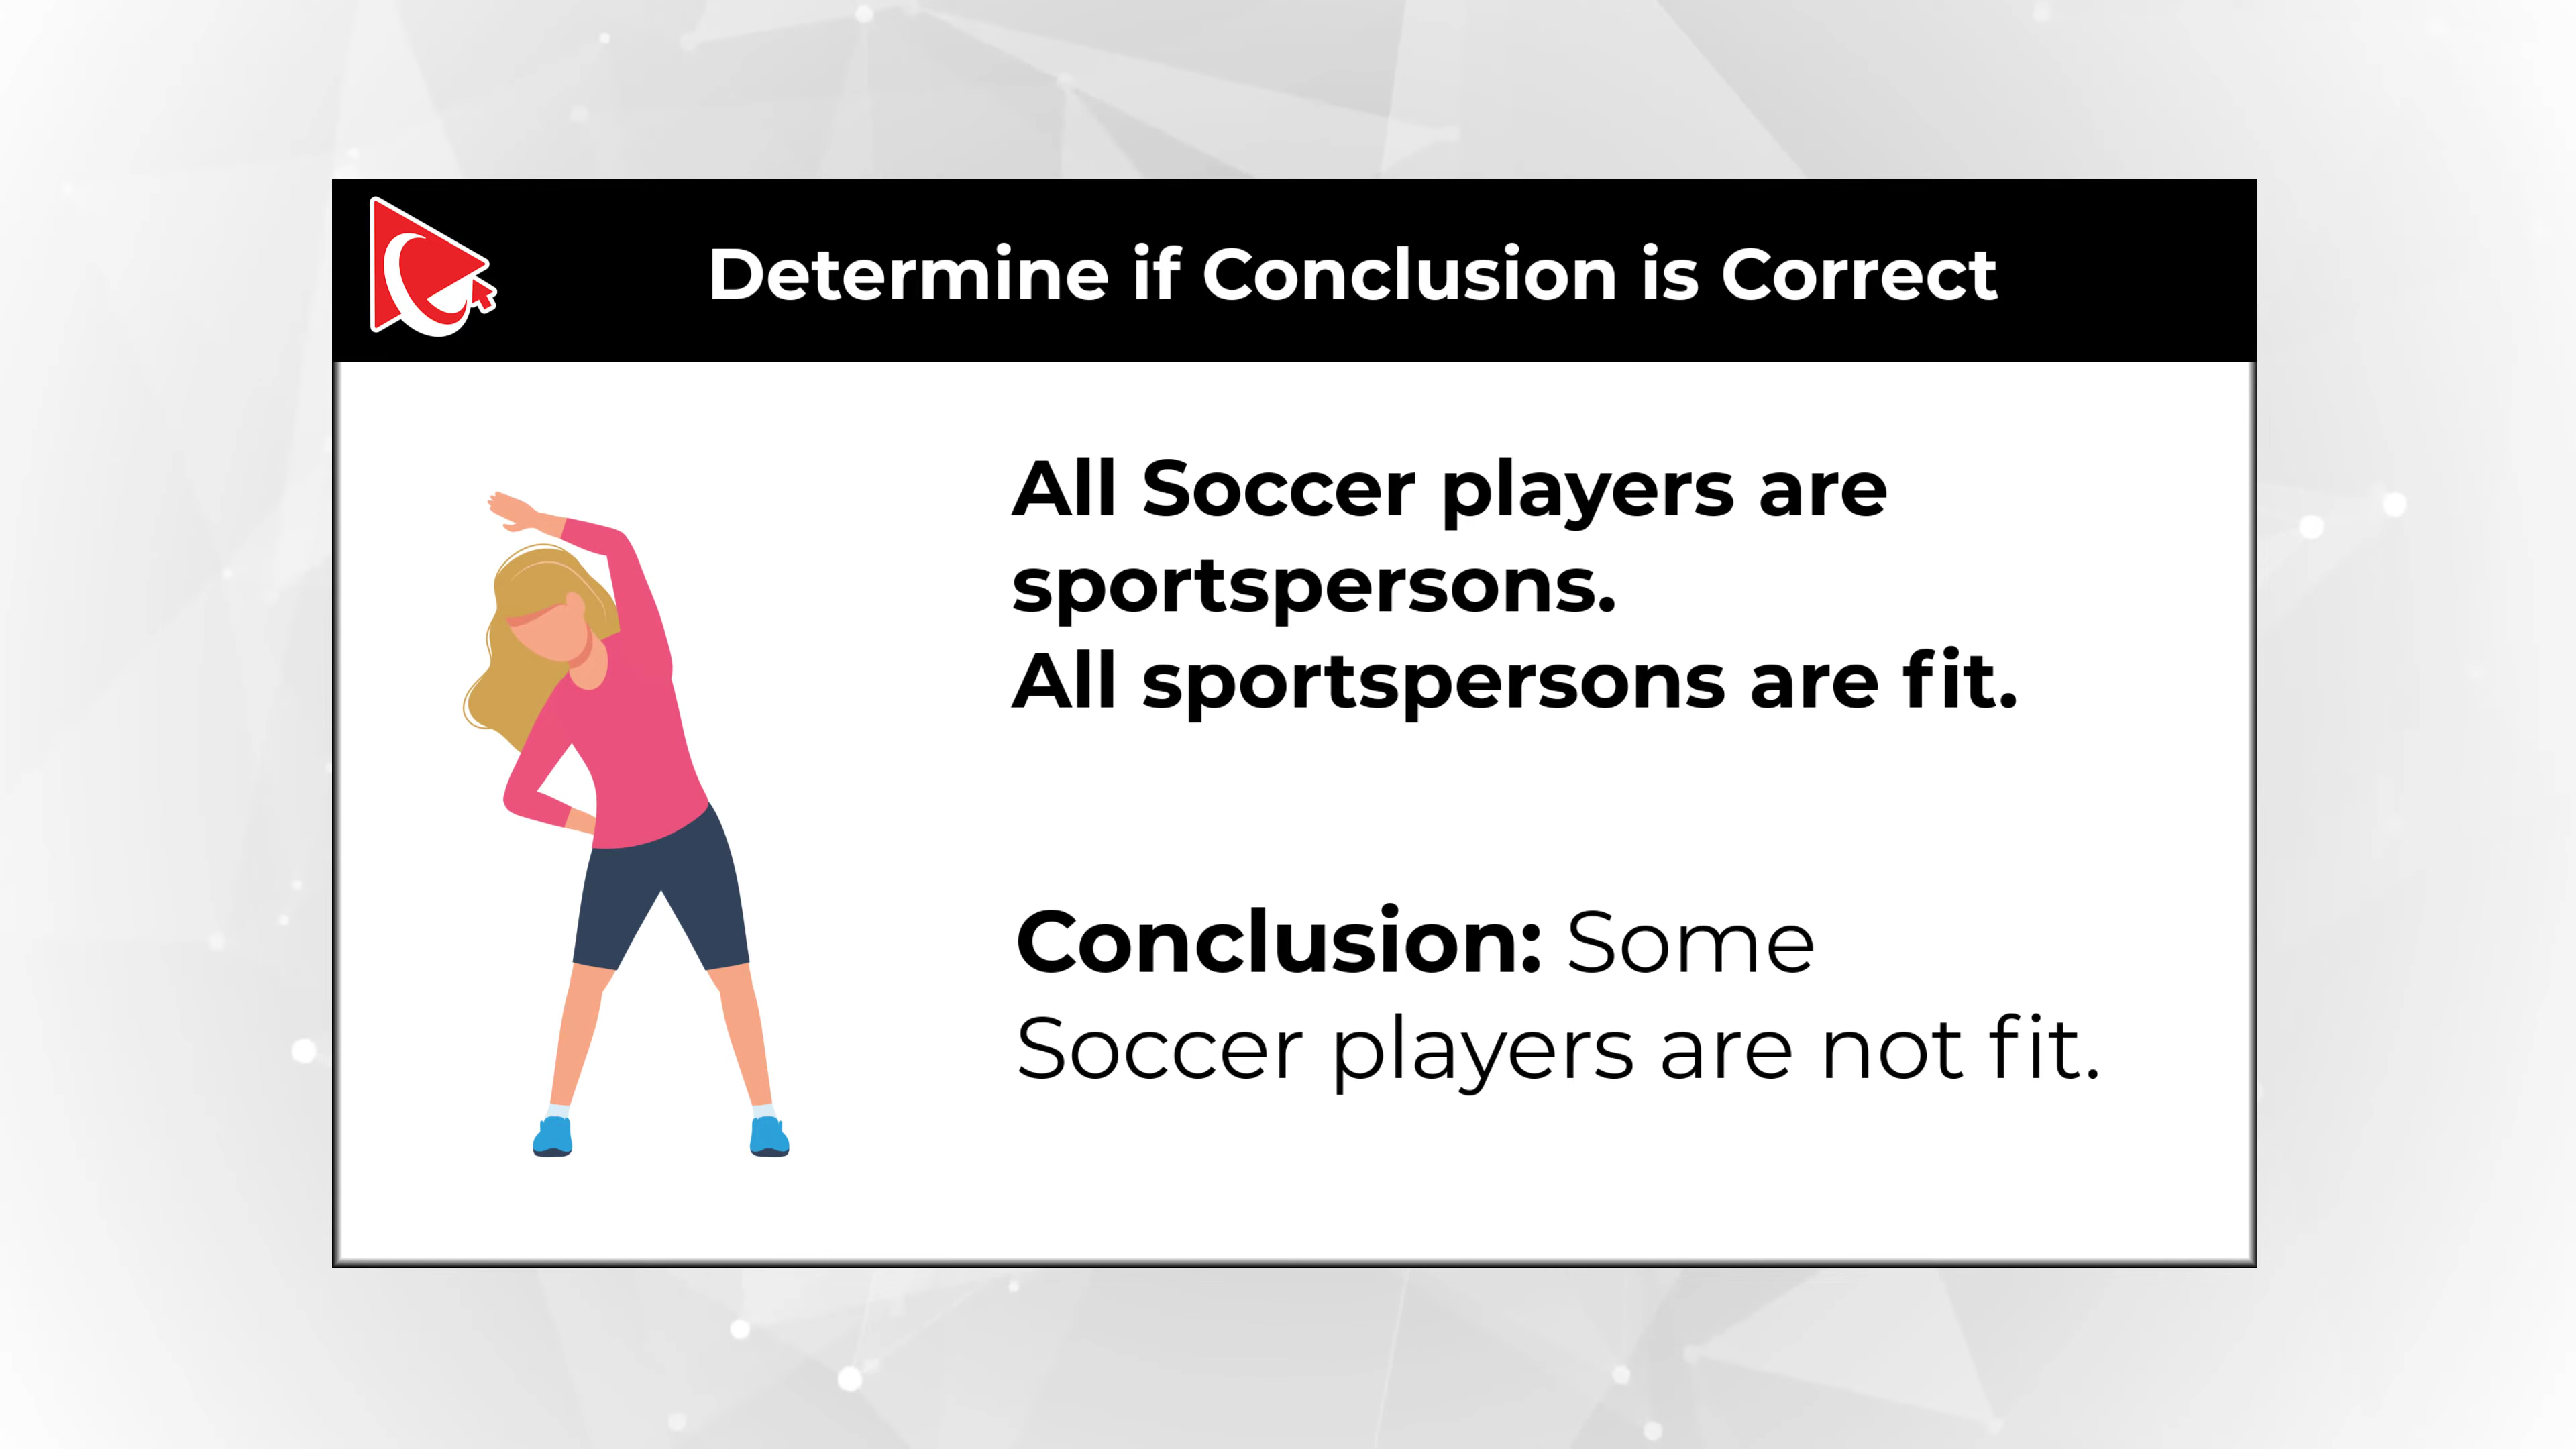 Determine if Conclusion is Correct
All Soccer players are
sportspersons.
All sportspersons are fit.
Conclusion: Some
Soccer players are not fit.